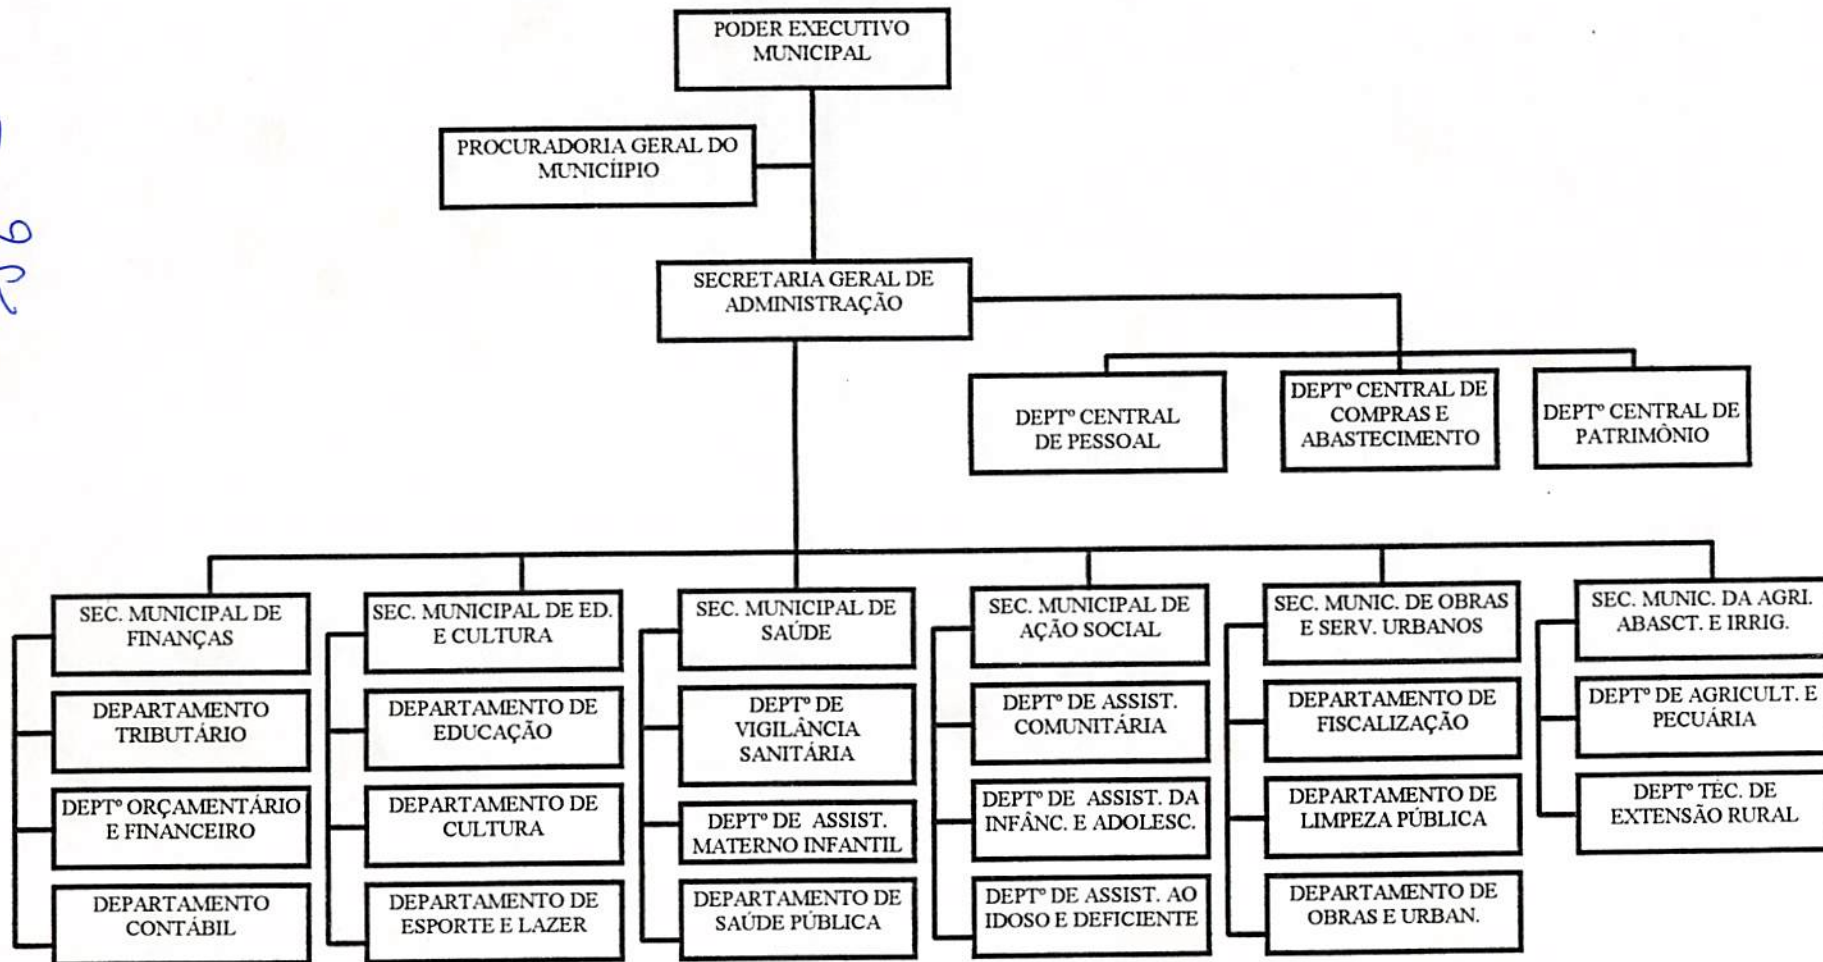 PODER EXECUTIVO
MUNICIPAL
PROCURADORIA GERAL DO
MUNICÍIPIO
SECRETARIA GERAL DE
ADMINISTRAÇÃO
DEPTº CENTRAL
DE PESSOAL
DEPTº CENTRAL DE
COMPRAS E
ABASTECIMENTO
DEPTº CENTRAL DE
PATRIMÔNIO
SEC. MUNICIPAL DE
FINANÇAS
DEPARTAMENTO
TRIBUTÁRIO
DEPTº ORÇAMENTÁRIO
E FINANCEIRO
DEPARTAMENTO
CONTÁBIL
SEC. MUNICIPAL DE ED.
E CULTURA
DEPARTAMENTO DE
EDUCAÇÃO
DEPARTAMENTO DE
CULTURA
DEPARTAMENTO DE
ESPORTE E LAZER
SEC. MUNICIPAL DE
SAÚDE
DEPTº DE
VIGILÂNCIA
SANITÁRIA
DEPTº DE ASSIST.
MATERNO INFANTIL
DEPARTAMENTO DE
SAÚDE PÚBLICA
SEC. MUNICIPAL DE
AÇÃO SOCIAL
DEPTº DE ASSIST.
COMUNITÁRIA
DEPTº DE ASSIST. DA
INFÂNC. E ADOLESC.
DEPTº DE ASSIST. AO
IDOSO E DEFICIENTE
SEC. MUNIC. DE OBRAS
E SERV. URBANOS
DEPARTAMENTO DE
FISCALIZAÇÃO
DEPARTAMENTO DE
LIMPEZA PÚBLICA
DEPARTAMENTO DE
OBRAS E URBAN.
SEC. MUNIC. DA AGRI.
ABASCT. E IRRIG.
DEPTº DE AGRICULT. E
PECUÁRIA
DEPTº TÉC. DE
EXTENSÃO RURAL